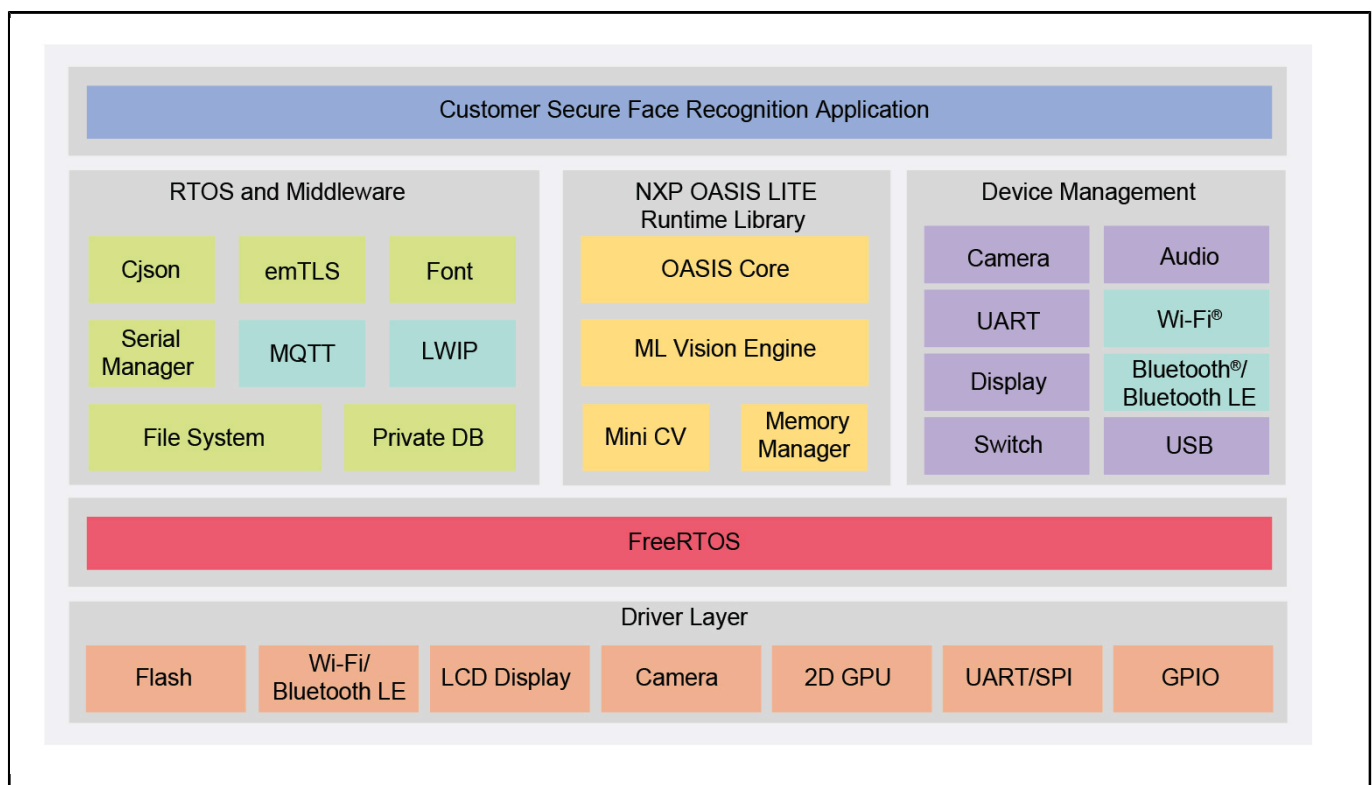 Customer Secure Face Recognition Application
RTOS and Middleware
Cjson
emTLS
Font
Serial
Manager
MQTT
LWIP
File System
Private DB
NXP OASIS LITE
Runtime Library
OASIS Core
ML Vision Engine
Mini CV
Memory
Manager
Device Management
Camera
Audio
UART
Wi-Fi®
Display
Bluetooth®/
Bluetooth LE
Switch
USB
FreeRTOS
Driver Layer
Flash
Wi-Fi/
Bluetooth LE
LCD Display
Camera
2D GPU
UART/SPI
GPIO